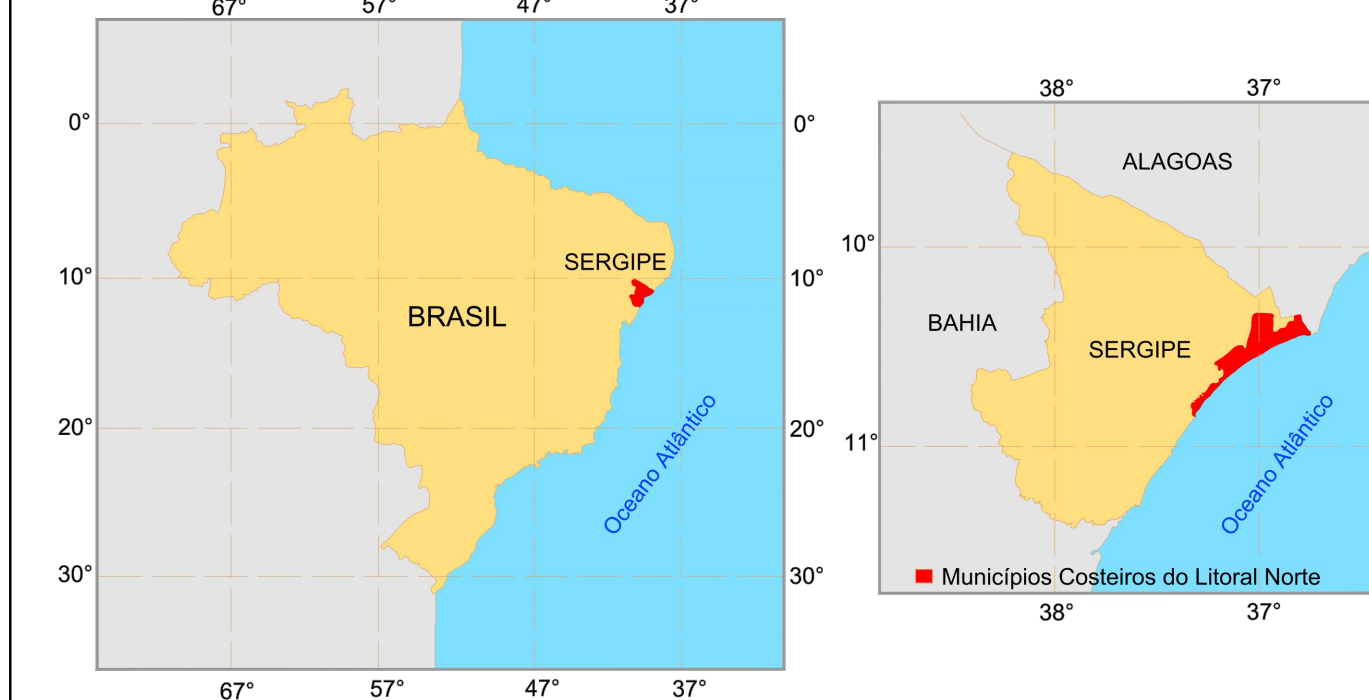 67° 57° 47° 37°
0° 0°
SERGIPE
10° 10°
BRASIL
20° 20°
Oceano Atlântico
30° 30°
67° 57° 47° 37°
38° 37°
ALAGOAS
10°
BAHIA
SERGIPE
11°
Oceano Atlântico
Municípios Costeiros do Litoral Norte
38° 37°